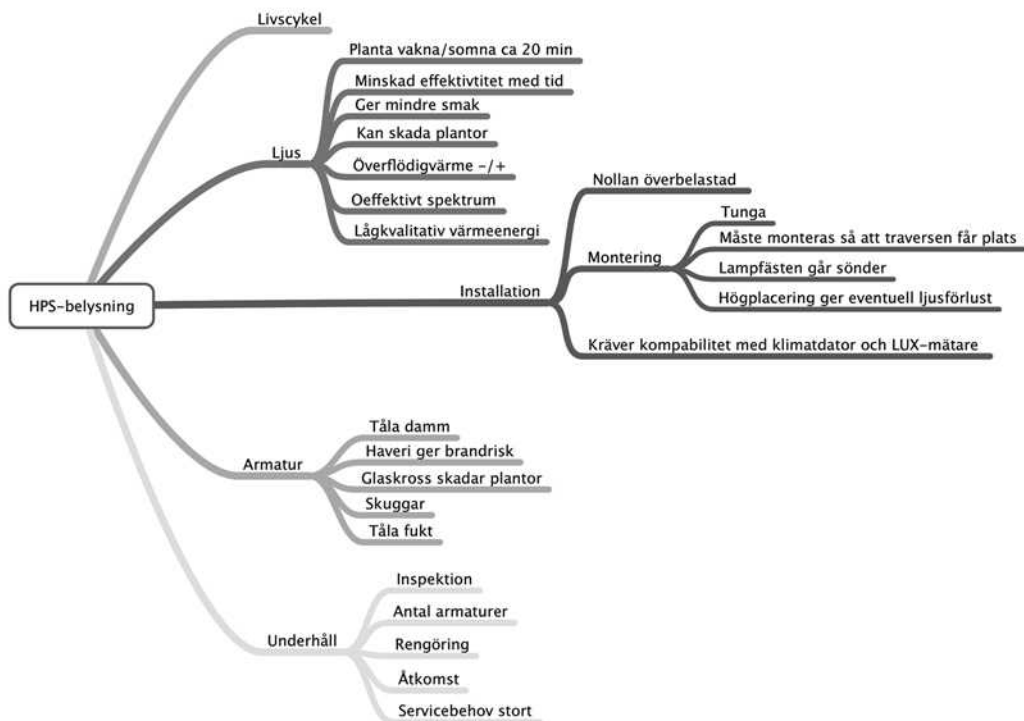 HPS-belysning
Livscykel
Ljus
Planta vakna/somna ca 20 min
Minskad effektivtitet med tid
Ger mindre smak
Kan skada plantor
Överflödigvärme -/+
Oeffektivt spektrum
Lågkvalitativ värmeenergi
Installation
Nollan överbelastad
Montering
Tunga
Måste monteras så att traversen får plats
Lampfästen går sönder
Högplacering ger eventuell ljusförlust
Kräver kompabilitet med klimatdator och LUX-mätare
Armatur
Tåla damm
Haveri ger brandrisk
Glaskross skadar plantor
Skuggar
Tåla fukt
Underhåll
Inspektion
Antal armaturer
Rengöring
Åtkomst
Servicebehov stort